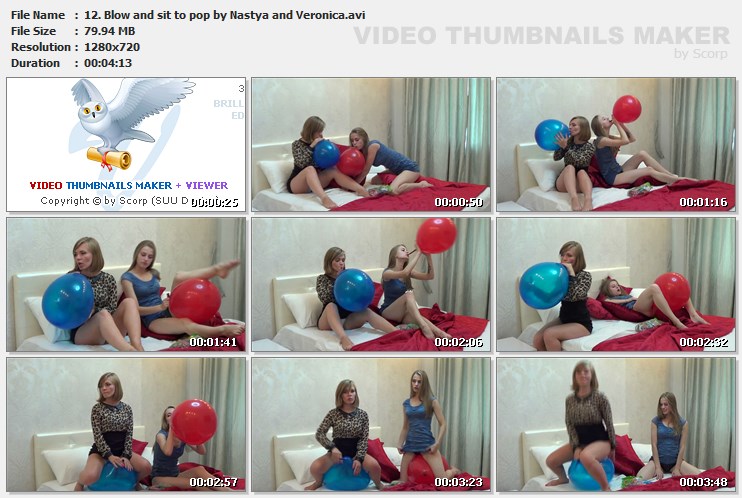 File Name : 12. Blow and sit to pop by Nastya and Veronica.avi
File Size : 79.94 MB
Resolution : 1280x720
Duration : 00:04:13
VIDEO THUMBNAILS MAKER
by Scorp
3
BRILL
ED
VIDEO THUMBNAILS MAKER + VIEWER
Copyright © by Scorp (SUU D
00:00:25
00:00:50
00:01:16
00:01:41
00:02:06
00:02:32
00:02:57
00:03:23
00:03:48